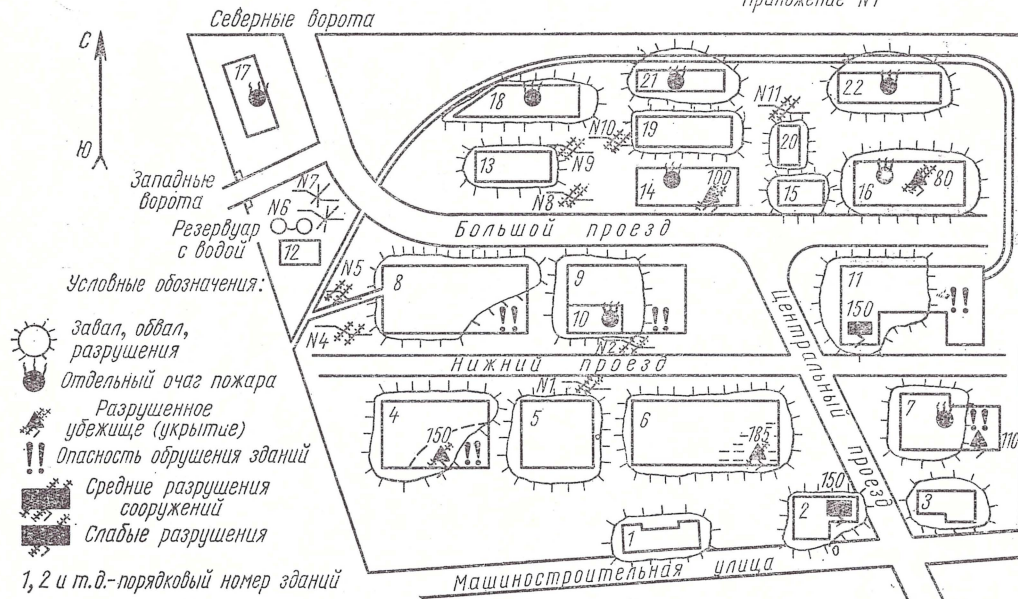 Приложение N1
Северные ворота
С
Ю
17
21
22
18
N10
19
N11
20
13
N9
N8
14
100
15
16
80
Западные
ворота
N7
N6
Резервуар
с водой
12
Большой проезд
N5
8
9
10
11
150
N4
N2
Нижний проезд
Центральный проезд
Условные обозначения:
Завал, обвал,
разрушения
Отдельный очаг пожара
Разрушенное
убежище (укрытие)
Опасность обрушения зданий
Средние разрушения
сооружений
Слабые разрушения
1, 2 и т.д.-порядковый номер зданий
N1
4
150
5
6
-185
7
110
150
2
3
1
Машиностроительная улица